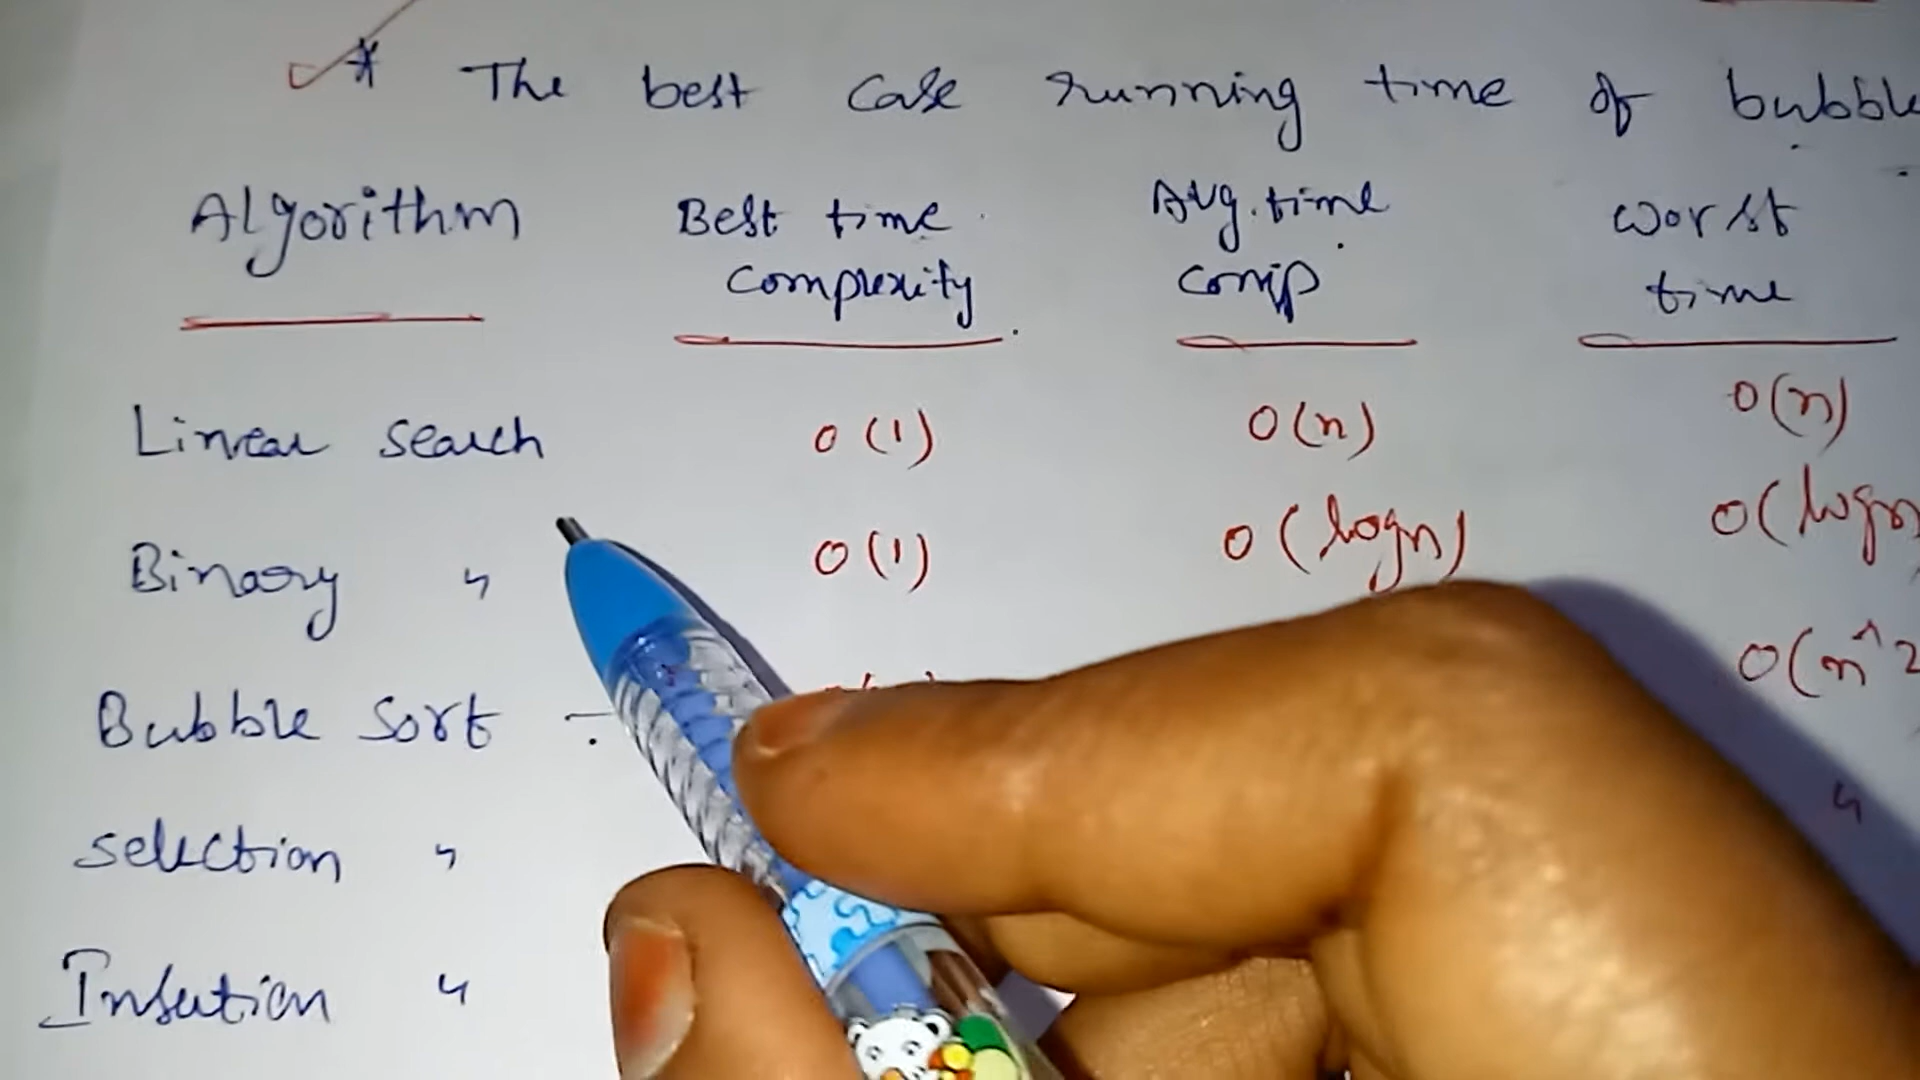 * The best case running time of bubble
Algorithm Best time complexity Avg. time comp worst time
Linear search O(1) O(n) O(n)
Binary " O(1) O(logn) O(logn)
Bubble sort - O(n^2
selection " "
Insertion "